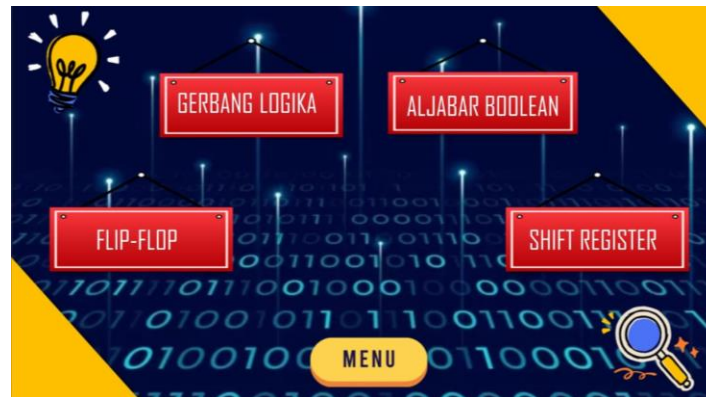 GERBANG LOGIKA
ALJABAR BOOLEAN
FLIP-FLOP
SHIFT REGISTER
MENU